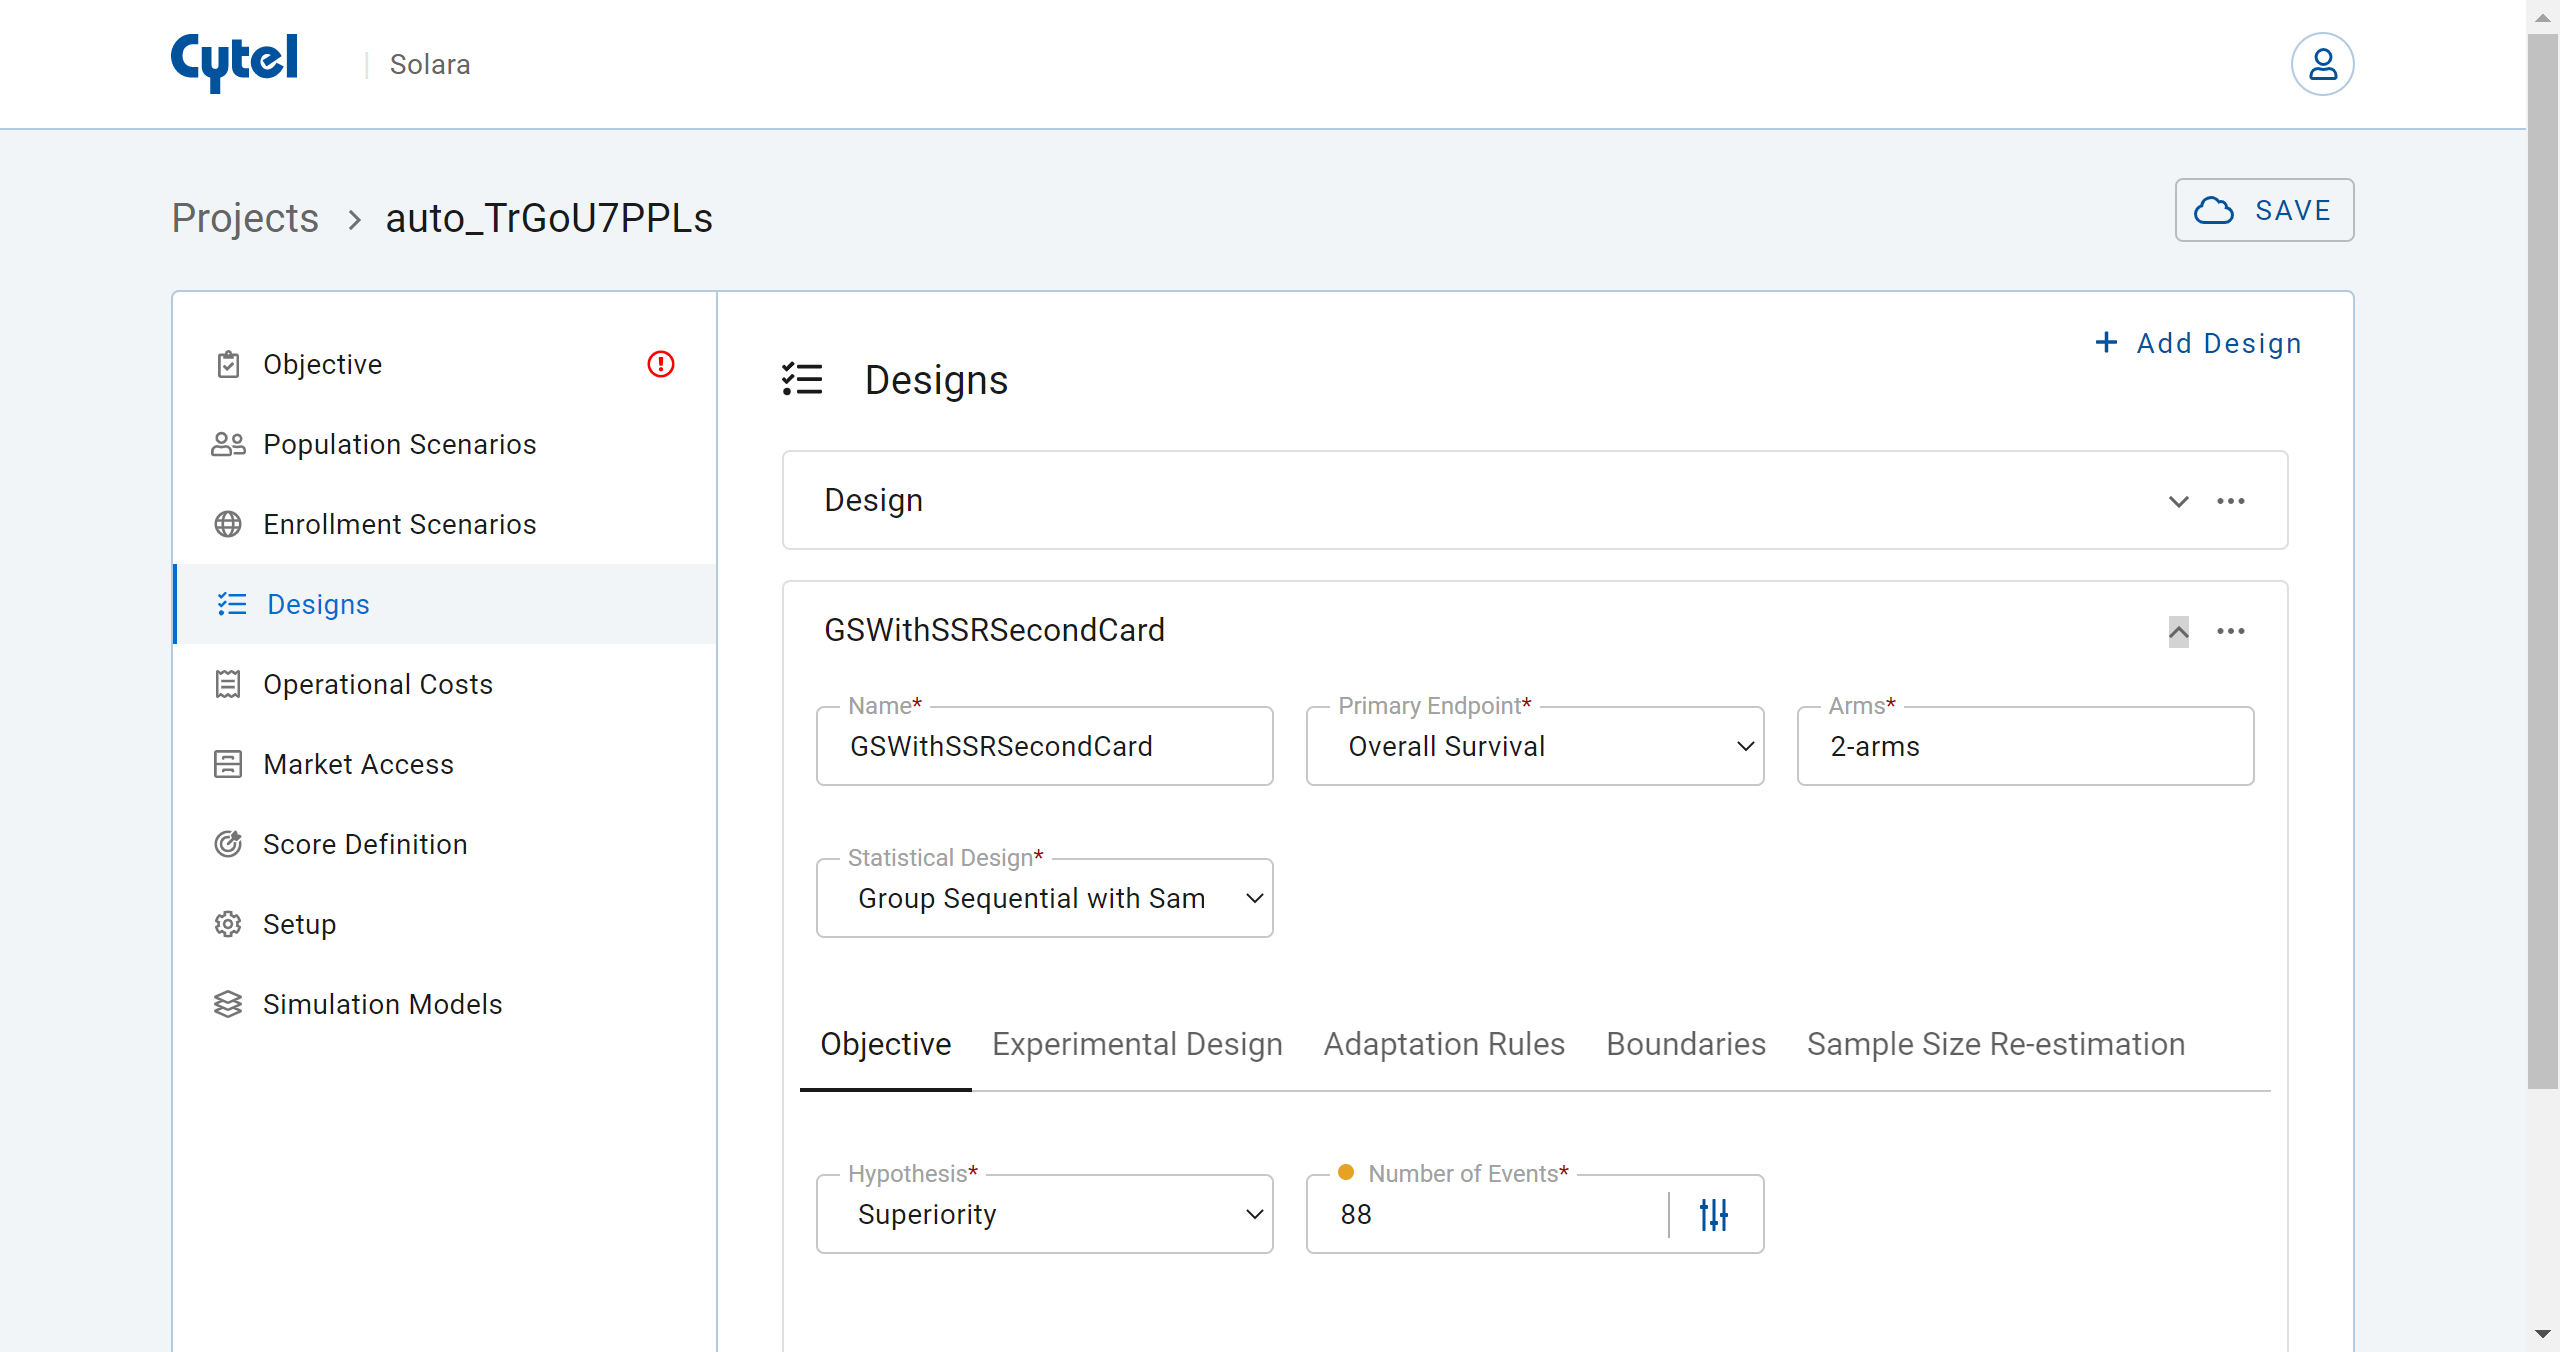 Cytel | Solara
Projects > auto_TrGoU7PPLs
SAVE
Objective
Population Scenarios
Enrollment Scenarios
Designs
Operational Costs
Market Access
Score Definition
Setup
Simulation Models
+ Add Design
Designs
Design
GSWithSSRSecondCard
Name*
GSWithSSRSecondCard
Primary Endpoint*
Overall Survival
Arms*
2-arms
Statistical Design*
Group Sequential with Sam
Objective Experimental Design Adaptation Rules Boundaries Sample Size Re-estimation
Hypothesis*
Superiority
Number of Events*
88